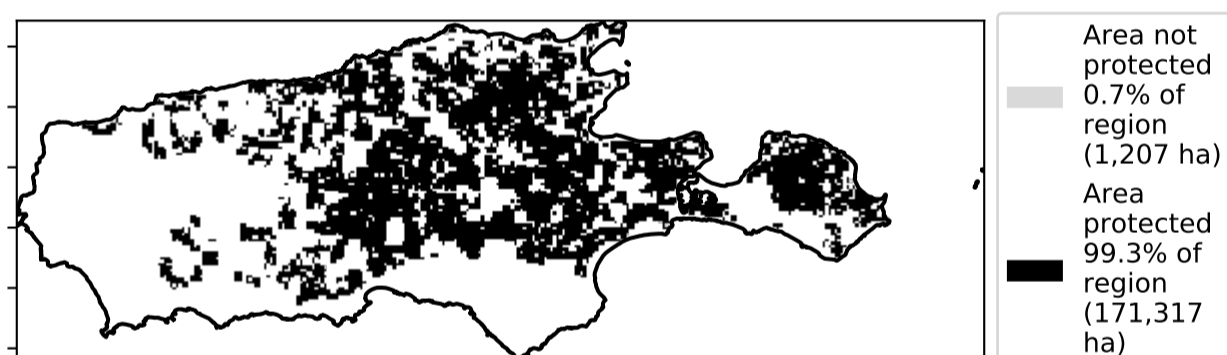 Area not
protected
0.7% of
region
(1,207 ha)
Area
protected
99.3% of
region
(171,317
ha)